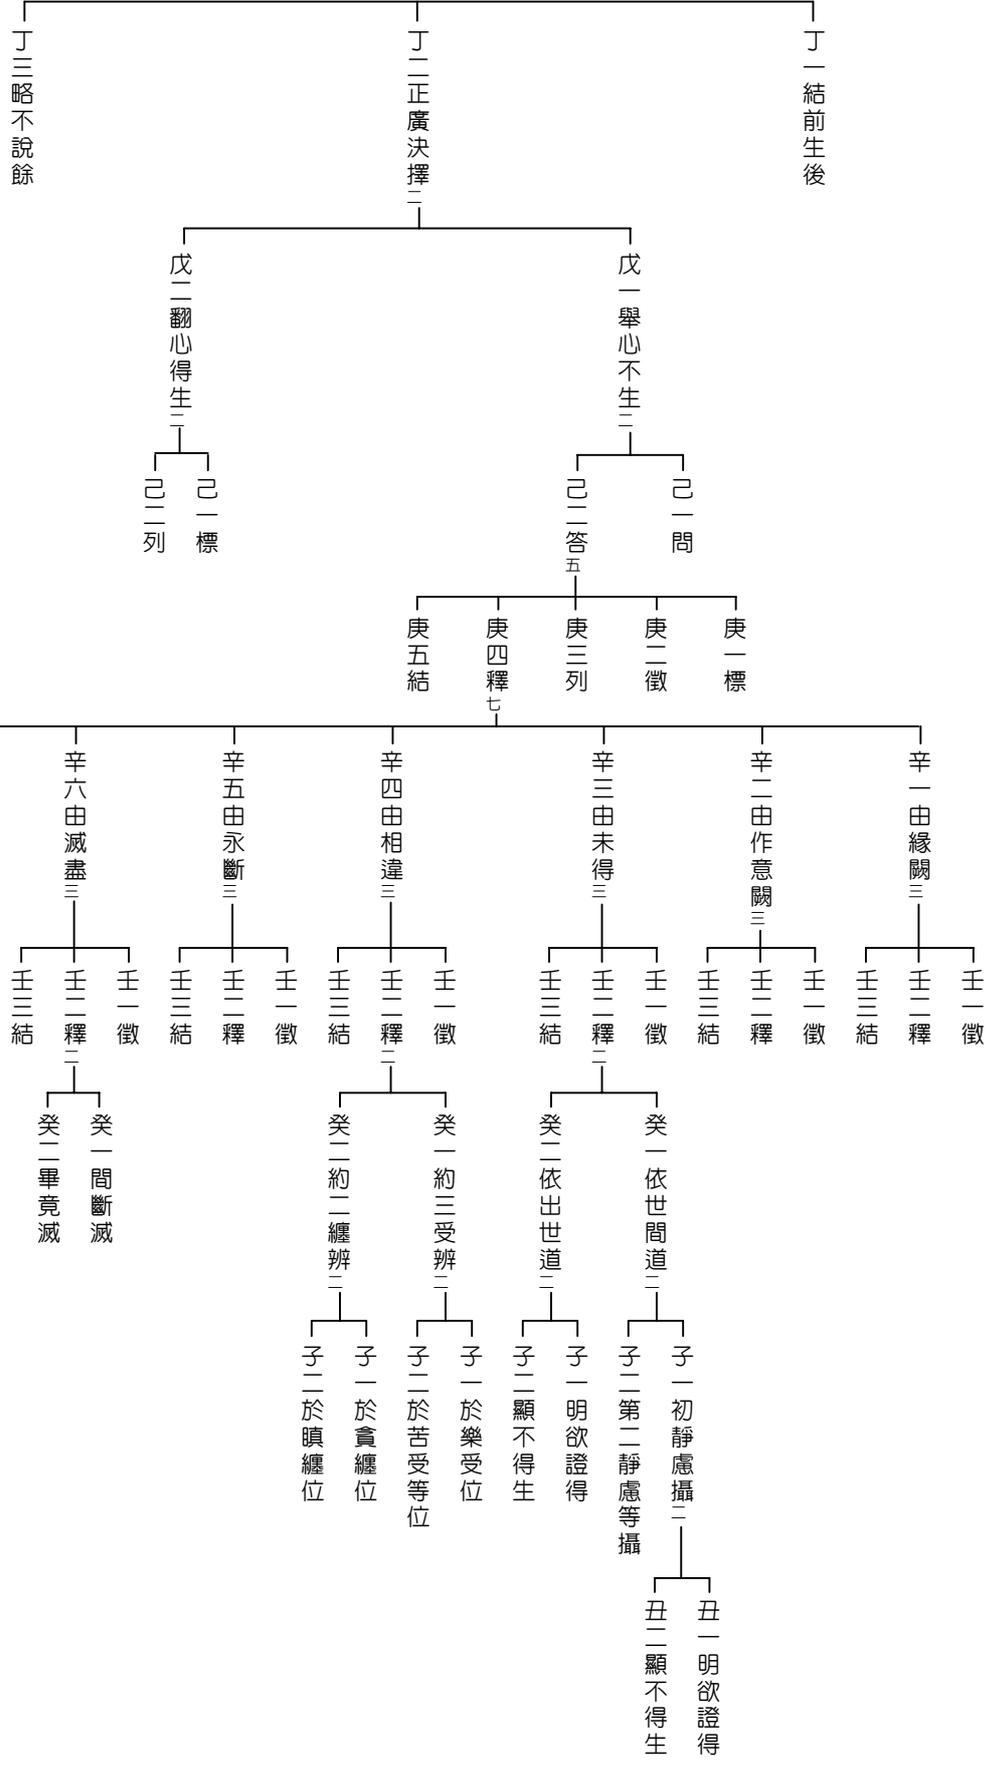 丁一結前生後
丁二正廣決擇二
丁三略不說餘
戊一舉心不生二
戊二翻心得生二
己一問
己二答五
己一標
己二列
庚一標
庚二徵
庚三列
庚四釋七
庚五結
辛一由緣闕三
辛二由作意闕三
辛三由未得三
辛四由相違三
辛五由永斷三
辛六由滅盡三
壬一徵
壬二釋
壬三結
壬一徵
壬二釋
壬三結
壬一徵
壬二釋二
壬三結
壬一徵
壬二釋二
壬三結
壬一徵
壬二釋
壬三結
壬一徵
壬二釋二
壬三結
癸一依世間道二
癸二依出世道二
癸一約三受辨二
癸二約二纏辨二
癸一間斷滅
癸二畢竟滅
子一初靜慮攝二
子二第二靜慮等攝
子一明欲證得
子二顯不得生
子一於樂受位
子二於苦受等位
子一於貪纏位
子二於瞋纏位
丑一明欲證得
丑二顯不得生